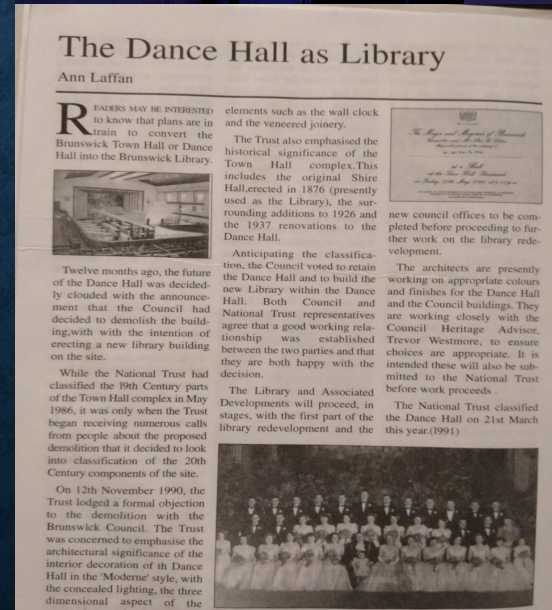 The Dance Hall as Library
Ann Laffan
READERS MAY BE INTERESTED
to know that plans are in
train to convert the
Brunswick Town Hall or Dance
Hall into the Brunswick Library.
Twelve months ago, the future
of the Dance Hall was decided-
ly clouded with the announce-
ment that the Council had
decided to demolish the build-
ing,with with the intention of
erecting a new library building
on the site.
While the National Trust had
classified the 19th Century parts
of the Town Hall complex in May
1986, it was only when the Trust
began receiving numerous calls
from people about the proposed
demolition that it decided to look
into classification of the 20th
Century components of the site.
On 12th November 1990, the
Trust lodged a formal objection
to the demolition with the
Brunswick Council. The Trust
was concerned to emphasise the
architectural significance of the
interior decoration of th Dance
Hall in the 'Moderne' style, with
the concealed lighting, the three
dimensional aspect of the
elements such as the wall clock
and the veneered joinery.
The Trust also emphasised the
historical significance of the
Town Hall complex.This
includes the original Shire
Hall,erected in 1876 (presently
used as the Library), the sur-
rounding additions to 1926 and
the 1937 renovations to the
Dance Hall.
Anticipating the classifica-
tion, the Council voted to retain
the Dance Hall and to build the
new Library within the Dance
Hall. Both Council and
National Trust representatives
agree that a good working rela-
tionship was established
between the two parties and that
they are both happy with the
decision.
The Library and Associated
Developments will proceed, in
stages, with the first part of the
library redevelopment and the
The Mayor and Mayoress of Brunswick
at a Ball
at the Town Hall, Brunswick
new council offices to be com-
pleted before proceeding to fur-
ther work on the library rede-
velopment.
The architects are presently
working on appropriate colours
and finishes for the Dance Hall
and the Council buildings. They
are working closely with the
Council Heritage Advisor,
Trevor Westmore, to ensure
choices are appropriate. It is
intended these will also be sub-
mitted to the National Trust
before work proceeds .
The National Trust classified
the Dance Hall on 21st March
this year.(1991)